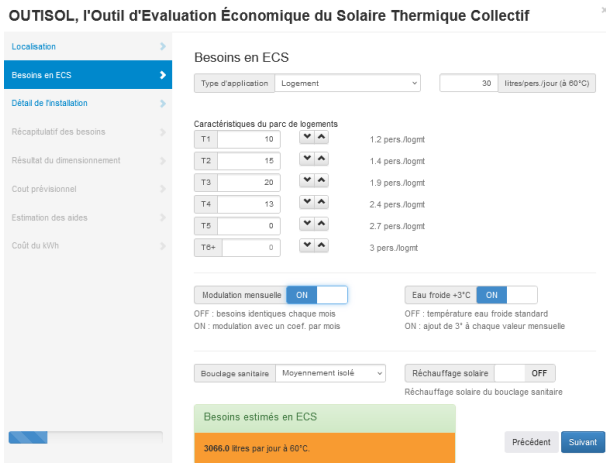 OUTISOL, l'Outil d'Evaluation Économique du Solaire Thermique Collectif
×
Localisation
Besoins en ECS
Détail de l'installation
Récapitulatif des besoins
Résultat du dimensionnement
Cout prévisionnel
Estimation des aides
Coût du kWh
Besoins en ECS
Type d'application Logement 30 litres/pers./jour (à 60°C)
Caractéristiques du parc de logements
T1 10 1.2 pers./logmt
T2 15 1.4 pers./logmt
T3 20 1.9 pers./logmt
T4 13 2.4 pers./logmt
T5 0 2.7 pers./logmt
T6+ 0 3 pers./logmt
Modulation mensuelle ON Eau froide +3°C ON
OFF : besoins identiques chaque mois OFF : température eau froide standard
ON : modulation avec un coef. par mois ON : ajout de 3° à chaque valeur mensuelle
Bouclage sanitaire Moyennement isolé Réchauffage solaire OFF
Réchauffage solaire du bouclage sanitaire
Besoins estimés en ECS
3066.0 litres par jour à 60°C.
Précédent Suivant